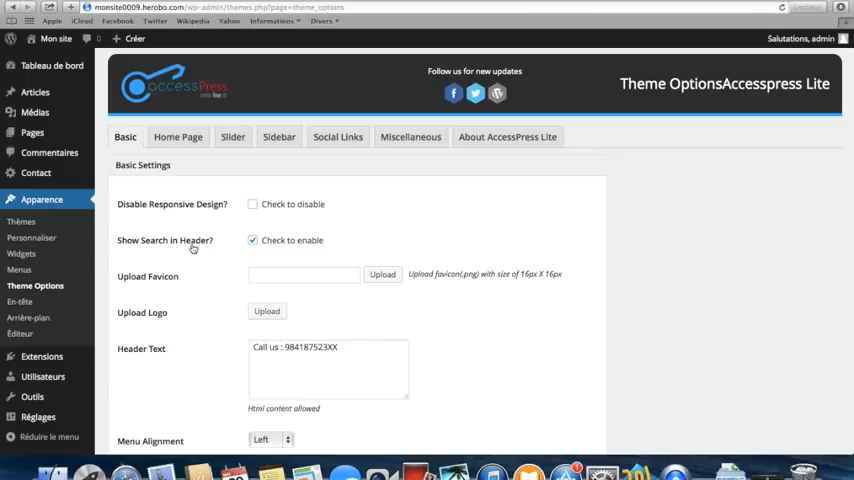 monsite0009.herobo.com/wp-admin/themes.php?page=theme_options
Lecteur
Apple iCloud Facebook Twitter Wikipedia Yahoo Informations Divers
Mon site 0 + Créer Salutations, admin
Tableau de bord
Articles
Médias
Pages
Commentaires
Contact
Apparence
Thèmes
Personnaliser
Widgets
Menus
Theme Options
En-tête
Arrière-plan
Éditeur
Extensions
Utilisateurs
Outils
Réglages
Réduire le menu
accessPress
lite
Follow us for new updates
Theme OptionsAccesspress Lite
Basic Home Page Slider Sidebar Social Links Miscellaneous About AccessPress Lite
Basic Settings
Disable Responsive Design? Check to disable
Show Search in Header? Check to enable
Upload Favicon Upload Upload favicon(.png) with size of 16px X 16px
Upload Logo Upload
Header Text Call us : 984187523XX
Html content allowed
Menu Alignment Left